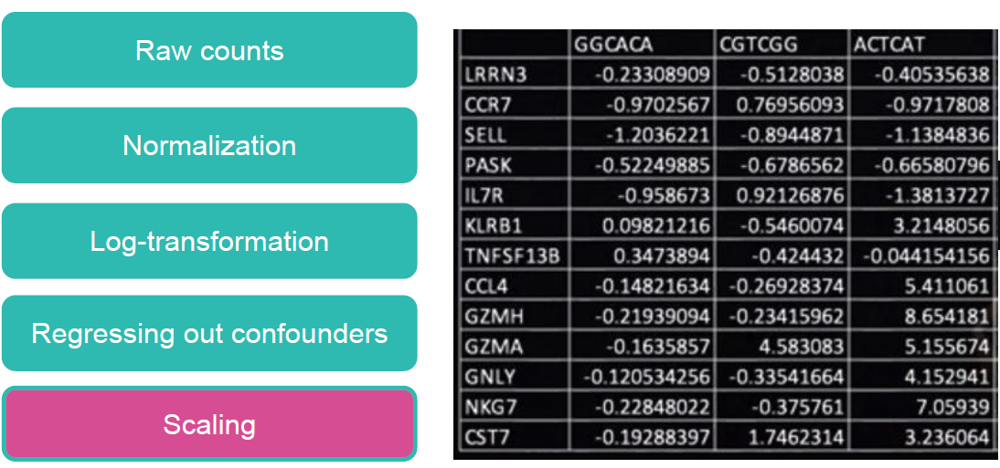 Raw counts
Normalization
Log-transformation
Regressing out confounders
Scaling
GGCACA CGTCGG ACTCAT
LRRN3 -0.23308909 -0.5128038 -0.40535638
CCR7 -0.9702567 0.76956093 -0.9717808
SELL -1.2036221 -0.8944871 -1.1384836
PASK -0.52249885 -0.6786562 -0.66580796
IL7R -0.958673 0.92126876 -1.3813727
KLRB1 0.09821216 -0.5460074 3.2148056
TNFSF13B 0.3473894 -0.424432 -0.044154156
CCL4 -0.14821634 -0.26928374 5.411061
GZMH -0.21939094 -0.23415962 8.654181
GZMA -0.1635857 4.583083 5.155674
GNLY -0.120534256 -0.33541664 4.152941
NKG7 -0.22848022 -0.375761 7.05939
CST7 -0.19288397 1.7462314 3.236064